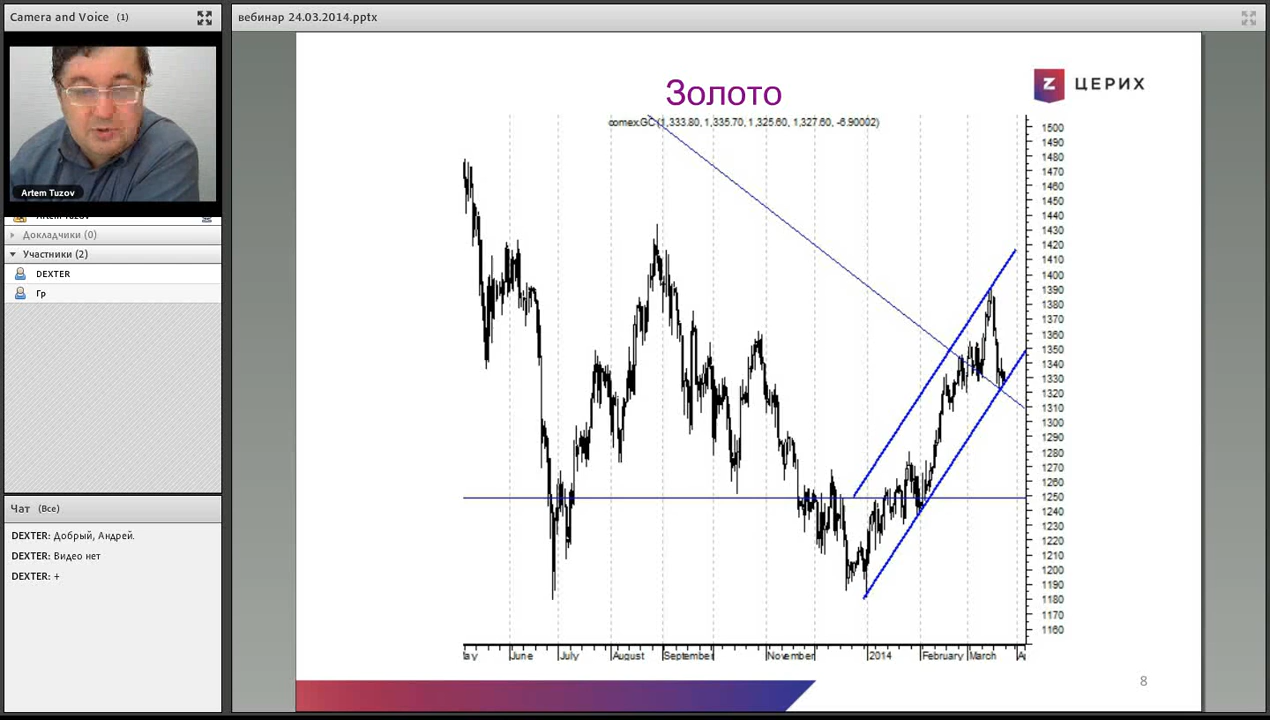 Camera and Voice (1)
вебинар 24.03.2014.pptx
Artem Tuzov
Artem Tuzov
Докладчики (0)
Участники (2)
DEXTER
Гр
Чат (Все)
DEXTER: Добрый, Андрей.
DEXTER: Видео нет
DEXTER: +
Золото
Z ЦЕРИХ
comex.GC (1,333.80, 1,335.70, 1,325.60, 1,327.60, -6.90002)
1500
1490
1480
1470
1460
1450
1440
1430
1420
1410
1400
1390
1380
1370
1360
1350
1340
1330
1320
1310
1300
1290
1280
1270
1260
1250
1240
1230
1220
1210
1200
1190
1180
1170
1160
ay June July August September November 2014 February March A
8